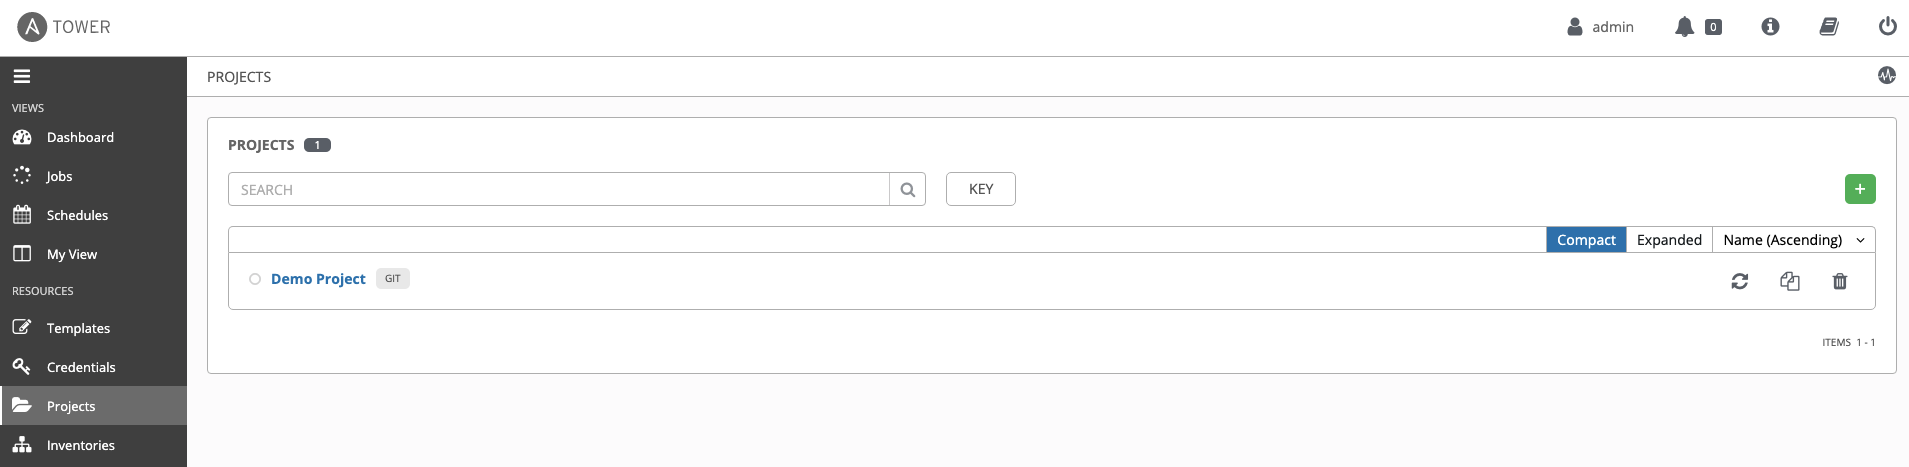 TOWER
admin
0
VIEWS
Dashboard
Jobs
Schedules
My View
RESOURCES
Templates
Credentials
Projects
Inventories
PROJECTS
PROJECTS 1
SEARCH
KEY
+
Compact Expanded Name (Ascending)
Demo Project GIT
ITEMS 1 - 1